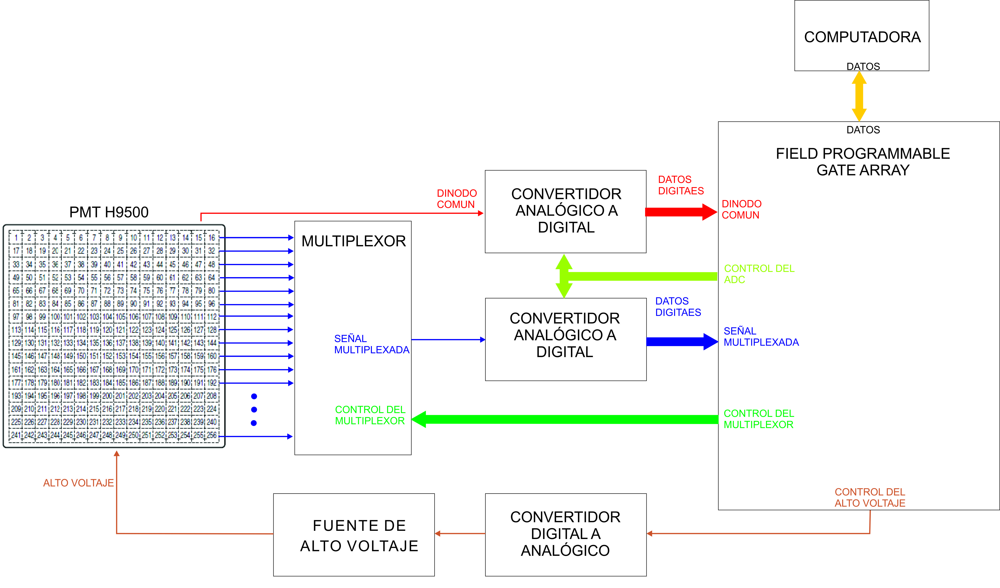 COMPUTADORA
DATOS
DATOS
FIELD PROGRAMMABLE
GATE ARRAY
DINODO
COMUN
CONVERTIDOR
ANALÓGICO A
DIGITAL
DATOS
DIGITAES
DINODO
COMUN
PMT H9500
1 2 3 4 5 6 7 8 9 10 11 12 13 14 15 16
17 18 19 20 21 22 23 24 25 26 27 28 29 30 31 32
33 34 35 36 37 38 39 40 41 42 43 44 45 46 47 48
49 50 51 52 53 54 55 56 57 58 59 60 61 62 63 64
65 66 67 68 69 70 71 72 73 74 75 76 77 78 79 80
81 82 83 84 85 86 87 88 89 90 91 92 93 94 95 96
97 98 99 100 101 102 103 104 105 106 107 108 109 110 111 112
113 114 115 116 117 118 119 120 121 122 123 124 125 126 127 128
129 130 131 132 133 134 135 136 137 138 139 140 141 142 143 144
145 146 147 148 149 150 151 152 153 154 155 156 157 158 159 160
161 162 163 164 165 166 167 168 169 170 171 172 173 174 175 176
177 178 179 180 181 182 183 184 185 186 187 188 189 190 191 192
193 194 195 196 197 198 199 200 201 202 203 204 205 206 207 208
209 210 211 212 213 214 215 216 217 218 219 220 221 222 223 224
225 226 227 228 229 230 231 232 233 234 235 236 237 238 239 240
241 242 243 244 245 246 247 248 249 250 251 252 253 254 255 256
MULTIPLEXOR
SEÑAL
MULTIPLEXADA
CONTROL DEL
MULTIPLEXOR
CONTROL DEL
ADC
CONVERTIDOR
ANALÓGICO A
DIGITAL
DATOS
DIGITAES
SEÑAL
MULTIPLEXADA
CONTROL DEL
MULTIPLEXOR
ALTO VOLTAJE
FUENTE DE
ALTO VOLTAJE
CONVERTIDOR
DIGITAL A
ANALÓGICO
CONTROL DEL
ALTO VOLTAJE